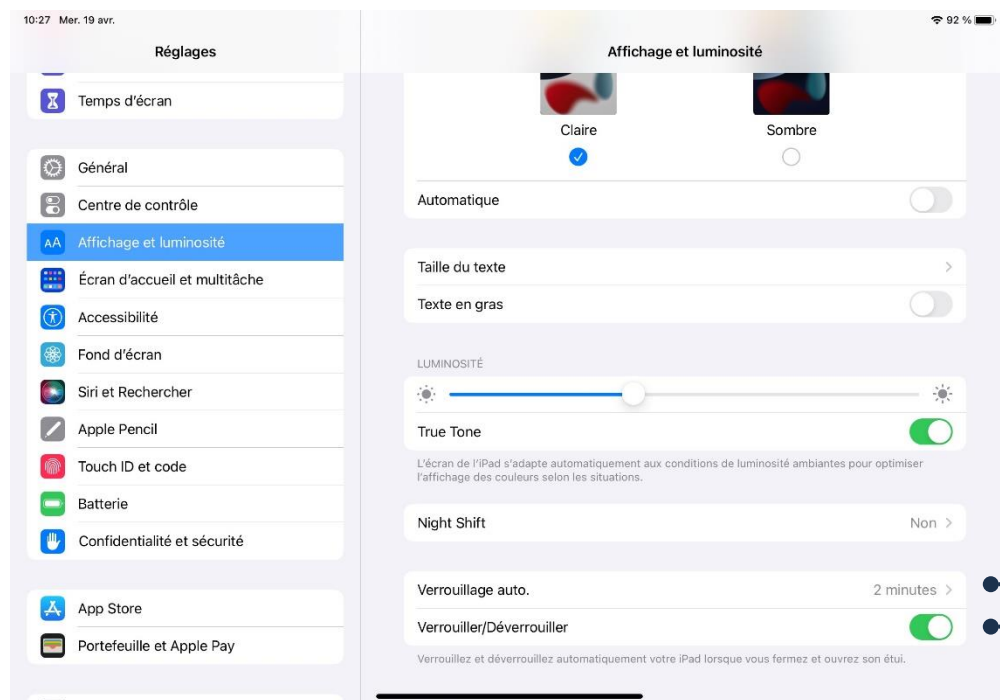 10:27 Mer. 19 avr.
92 %
Réglages
Temps d'écran
Général
Centre de contrôle
AA Affichage et luminosité
Écran d'accueil et multitâche
Accessibilité
Fond d'écran
Siri et Rechercher
Apple Pencil
Touch ID et code
Batterie
Confidentialité et sécurité
App Store
Portefeuille et Apple Pay
Affichage et luminosité
Claire
Sombre
Automatique
Taille du texte
Texte en gras
LUMINOSITÉ
True Tone
L'écran de l'iPad s'adapte automatiquement aux conditions de luminosité ambiantes pour optimiser
l'affichage des couleurs selon les situations.
Night Shift Non
Verrouillage auto. 2 minutes
Verrouiller/Déverrouiller
Verrouillez et déverrouillez automatiquement votre iPad lorsque vous fermez et ouvrez son étui.